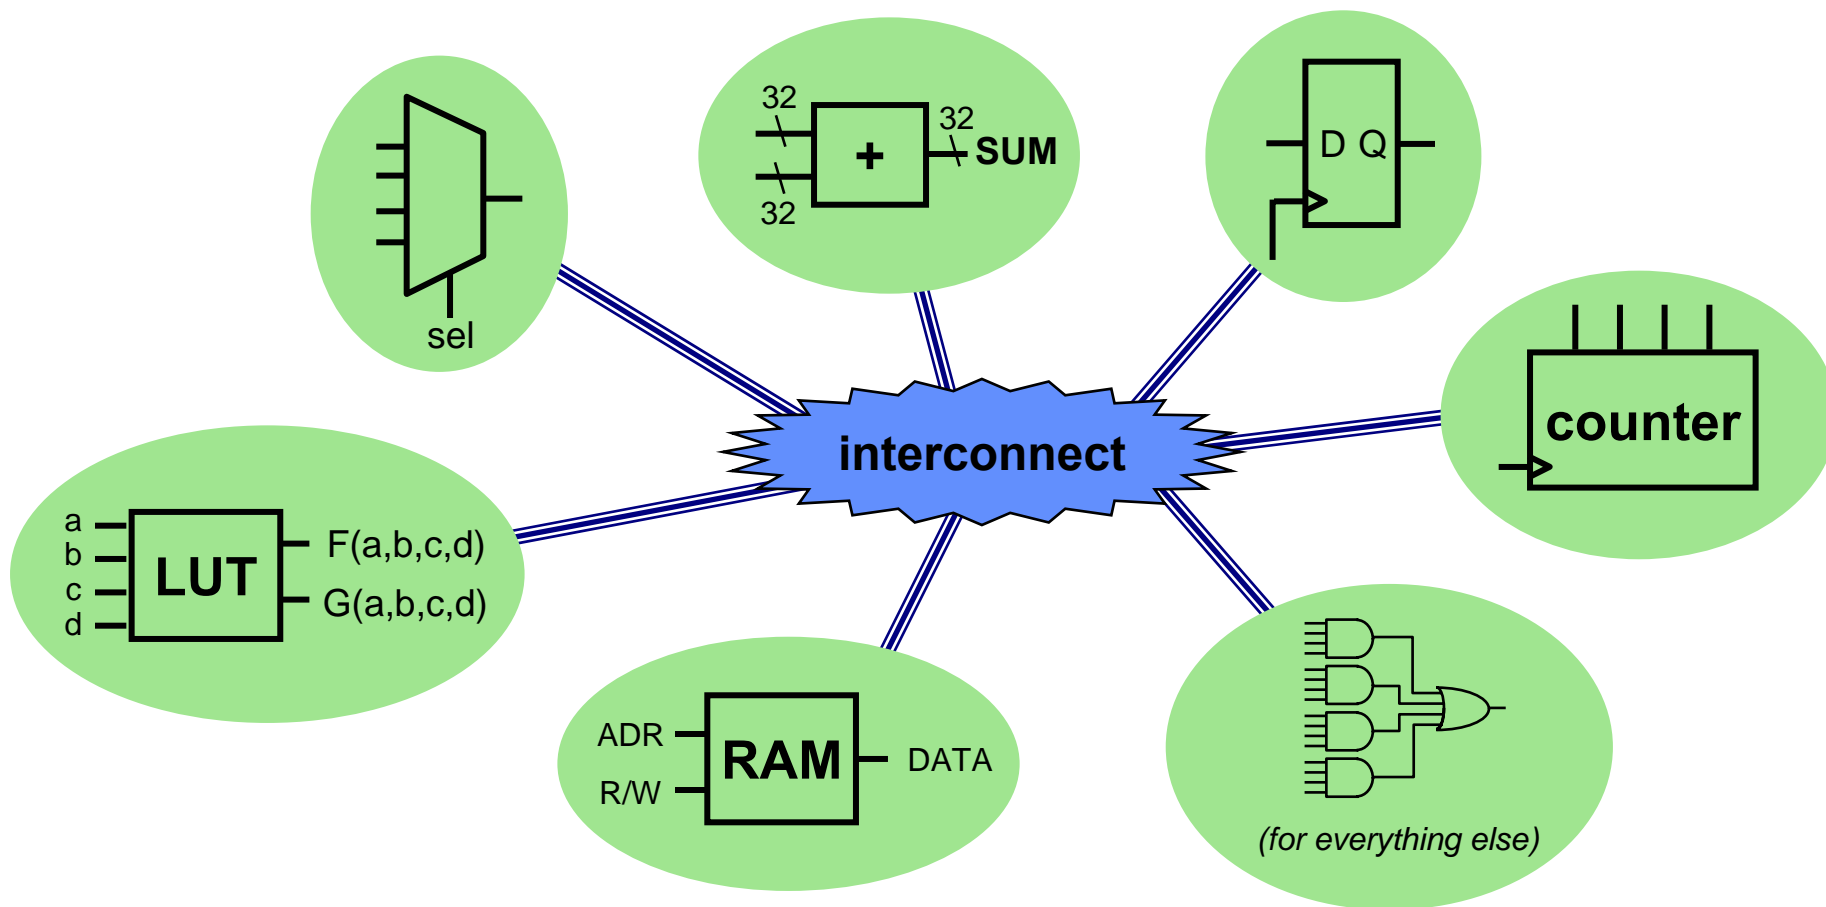 sel
32
32
+
32
SUM
D Q
counter
interconnect
a
b
c
d
LUT
F(a,b,c,d)
G(a,b,c,d)
ADR
R/W
RAM
DATA
(for everything else)